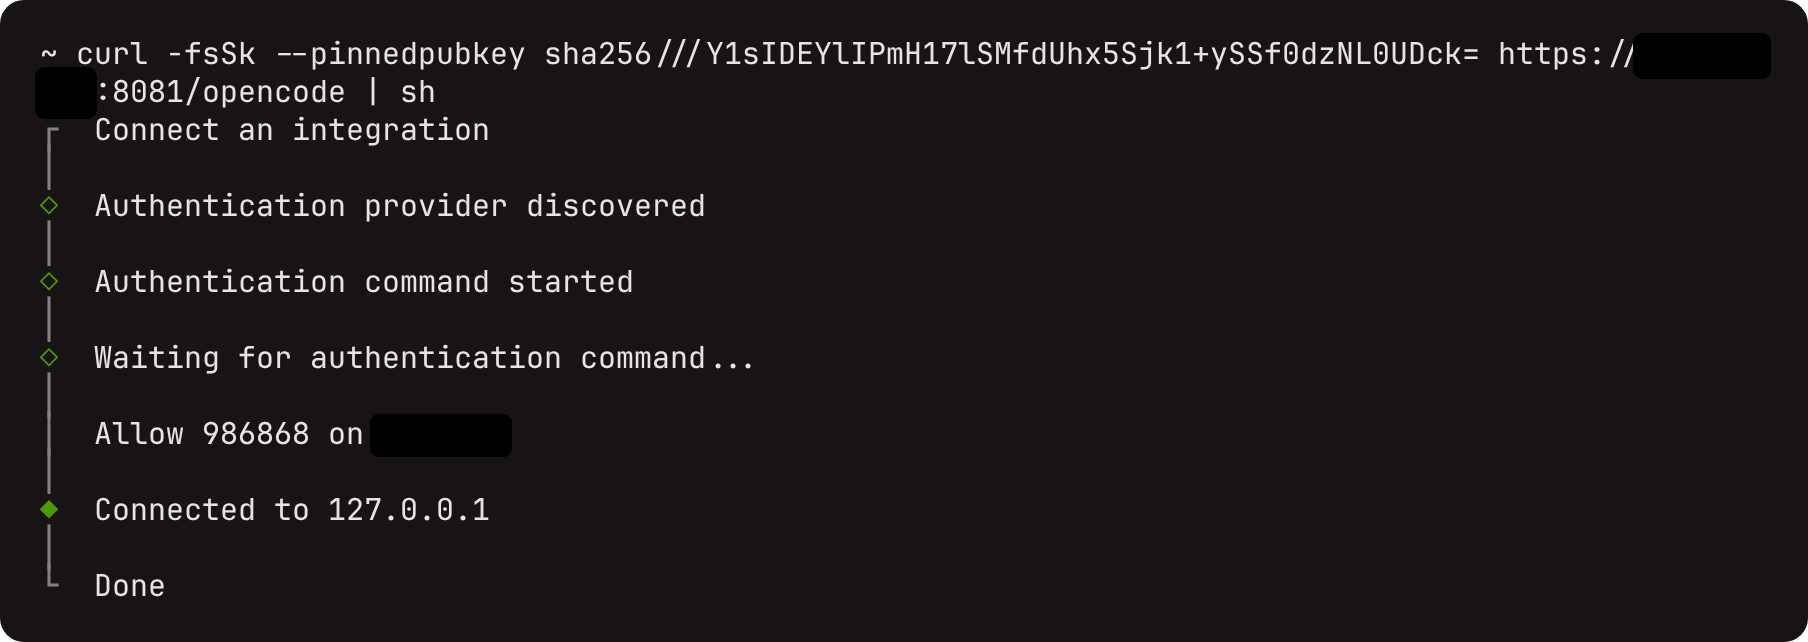 ~ curl -fsSk --pinnedpubkey sha256///Y1sIDEYlIPmH17lSMfdUhx5Sjk1+ySSf0dzNL0UDck= https://
:8081/opencode | sh
Connect an integration
Authentication provider discovered
Authentication command started
Waiting for authentication command...
Allow 986868 on
Connected to 127.0.0.1
Done